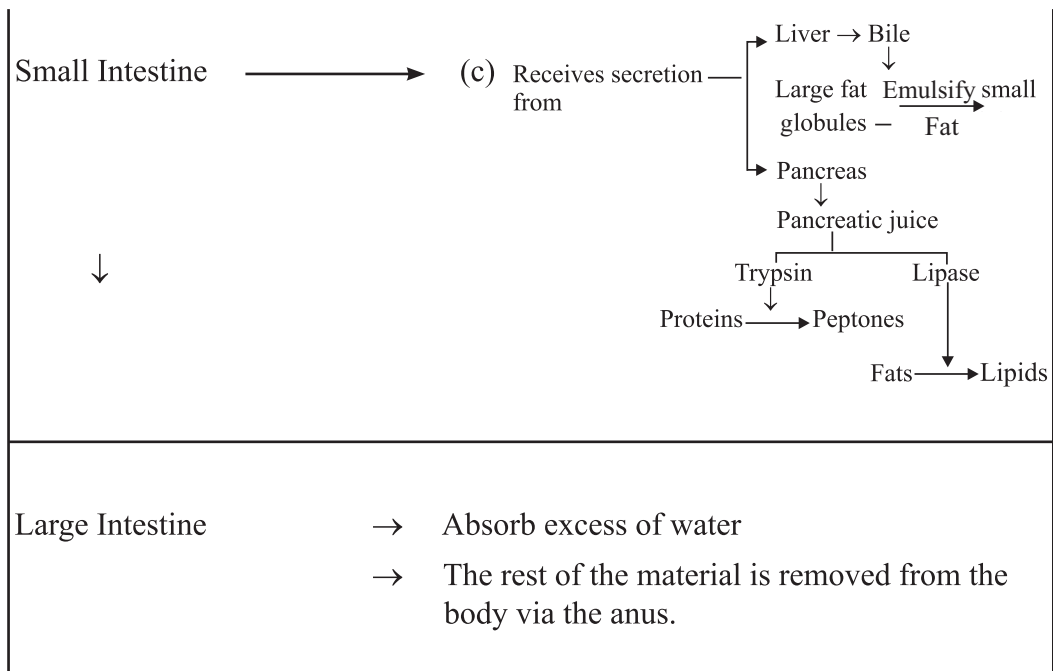 Small Intestine
(c) Receives secretion
from
Liver → Bile
↓
Large fat Emulsify small
globules –
Fat
Pancreas
↓
Pancreatic juice
Trypsin Lipase
↓
Proteins → Peptones
Fats → Lipids
↓
Large Intestine → Absorb excess of water
→ The rest of the material is removed from the
body via the anus.